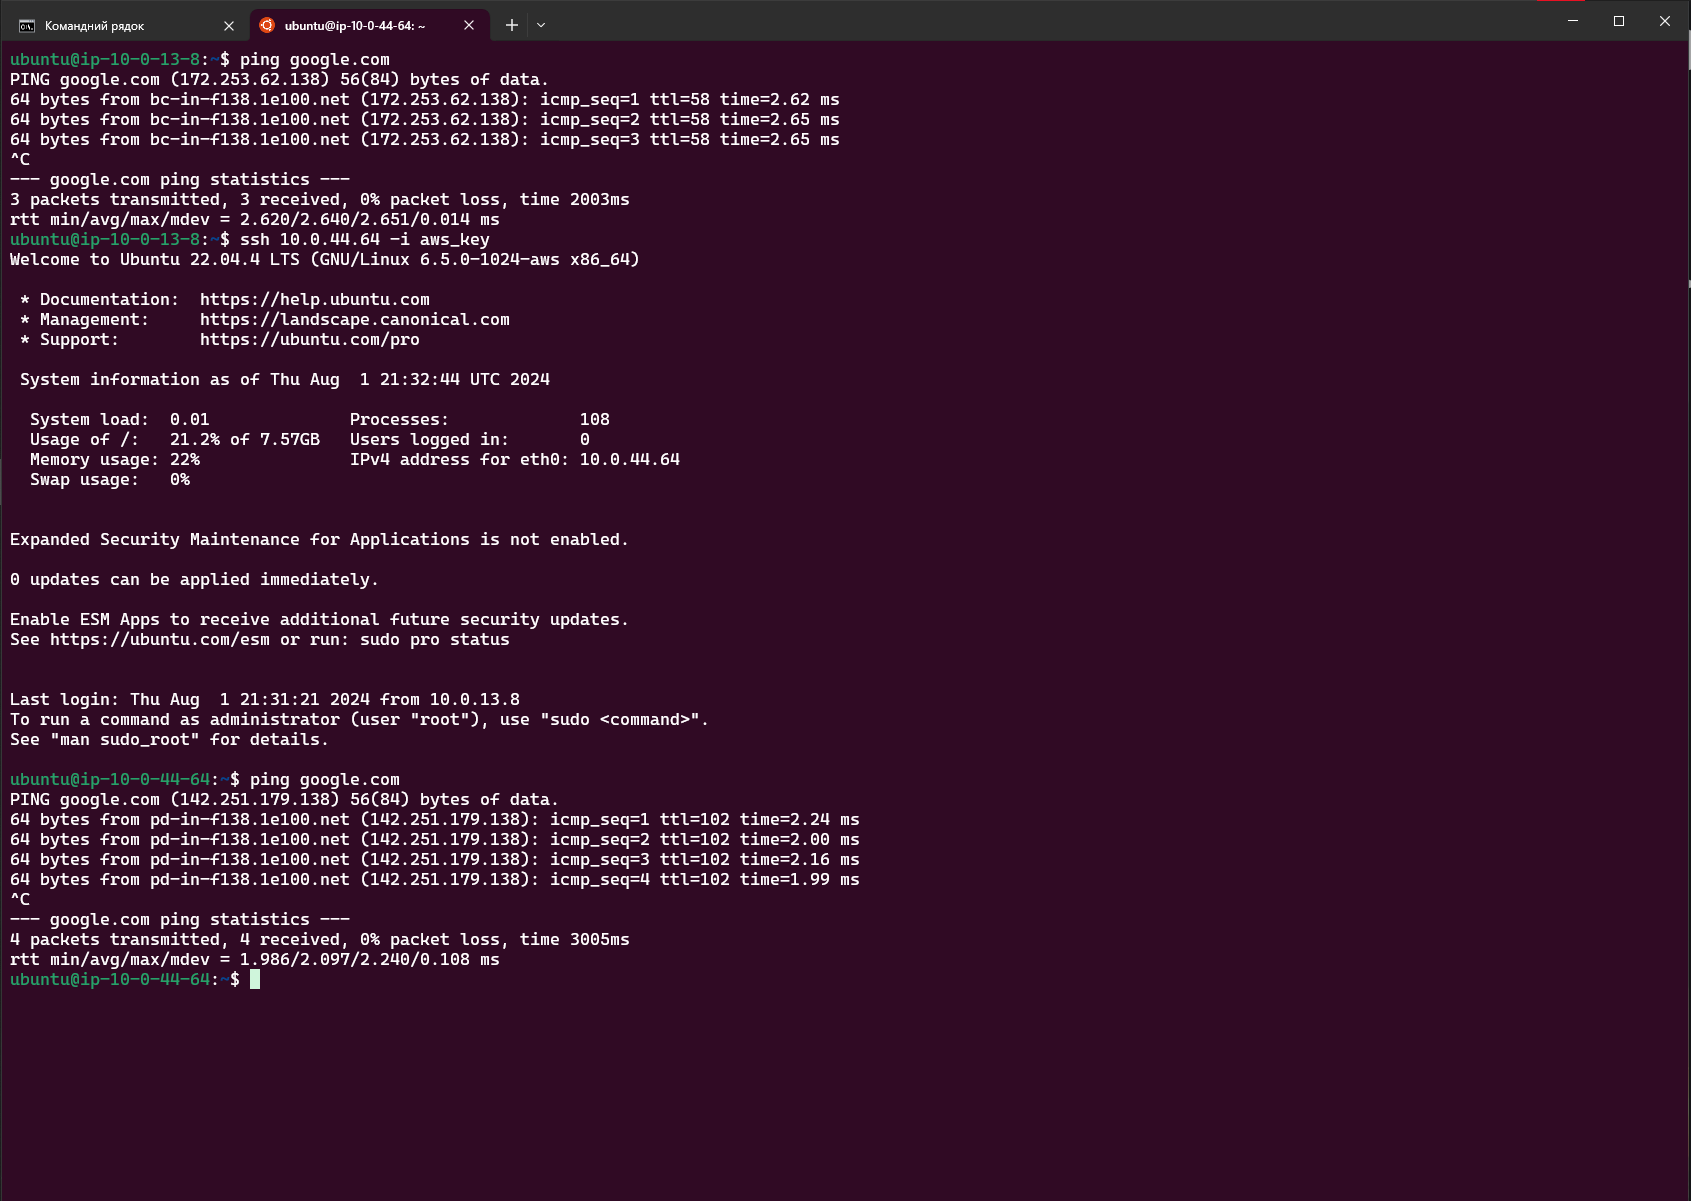 Командний рядок
ubuntu@ip-10-0-44-64: ~
ubuntu@ip-10-0-13-8:~$ ping google.com
PING google.com (172.253.62.138) 56(84) bytes of data.
64 bytes from bc-in-f138.1e100.net (172.253.62.138): icmp_seq=1 ttl=58 time=2.62 ms
64 bytes from bc-in-f138.1e100.net (172.253.62.138): icmp_seq=2 ttl=58 time=2.65 ms
64 bytes from bc-in-f138.1e100.net (172.253.62.138): icmp_seq=3 ttl=58 time=2.65 ms
^C
--- google.com ping statistics ---
3 packets transmitted, 3 received, 0% packet loss, time 2003ms
rtt min/avg/max/mdev = 2.620/2.640/2.651/0.014 ms
ubuntu@ip-10-0-13-8:~$ ssh 10.0.44.64 -i aws_key
Welcome to Ubuntu 22.04.4 LTS (GNU/Linux 6.5.0-1024-aws x86_64)
 * Documentation:  https://help.ubuntu.com
 * Management:     https://landscape.canonical.com
 * Support:        https://ubuntu.com/pro
 System information as of Thu Aug  1 21:32:44 UTC 2024
  System load:  0.01              Processes:             108
  Usage of /:   21.2% of 7.57GB   Users logged in:       0
  Memory usage: 22%               IPv4 address for eth0: 10.0.44.64
  Swap usage:   0%
Expanded Security Maintenance for Applications is not enabled.
0 updates can be applied immediately.
Enable ESM Apps to receive additional future security updates.
See https://ubuntu.com/esm or run: sudo pro status
Last login: Thu Aug  1 21:31:21 2024 from 10.0.13.8
To run a command as administrator (user "root"), use "sudo <command>".
See "man sudo_root" for details.
ubuntu@ip-10-0-44-64:~$ ping google.com
PING google.com (142.251.179.138) 56(84) bytes of data.
64 bytes from pd-in-f138.1e100.net (142.251.179.138): icmp_seq=1 ttl=102 time=2.24 ms
64 bytes from pd-in-f138.1e100.net (142.251.179.138): icmp_seq=2 ttl=102 time=2.00 ms
64 bytes from pd-in-f138.1e100.net (142.251.179.138): icmp_seq=3 ttl=102 time=2.16 ms
64 bytes from pd-in-f138.1e100.net (142.251.179.138): icmp_seq=4 ttl=102 time=1.99 ms
^C
--- google.com ping statistics ---
4 packets transmitted, 4 received, 0% packet loss, time 3005ms
rtt min/avg/max/mdev = 1.986/2.097/2.240/0.108 ms
ubuntu@ip-10-0-44-64:~$